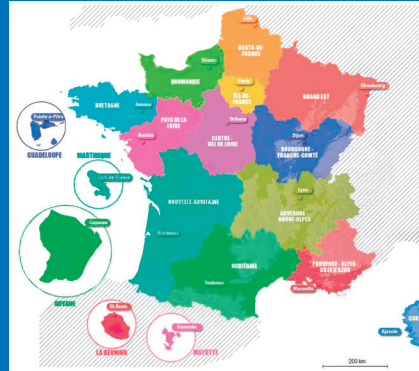 Lille
HAUTS-DE-
FRANCE
Rouen
NORMANDIE
Paris
ÎLE-DE-
FRANCE
GRAND EST
Strasbourg
BRETAGNE
Rennes
PAYS DE LA
LOIRE
Nantes
Orléans
CENTRE -
VAL DE LOIRE
Dijon
BOURGOGNE -
FRANCHE-COMTÉ
Pointe-à-Pitre
GUADELOUPE
MARTINIQUE
Fort de France
NOUVELLE-AQUITAINE
Bordeaux
Lyon
AUVERGNE -
RHÔNE-ALPES
Cayenne
GUYANE
OCCITANIE
Toulouse
PROVENCE - ALPES
CÔTE D'AZUR
Marseille
St-Denis
LA RÉUNION
MAYOTTE
COR
Ajaccio
200 km